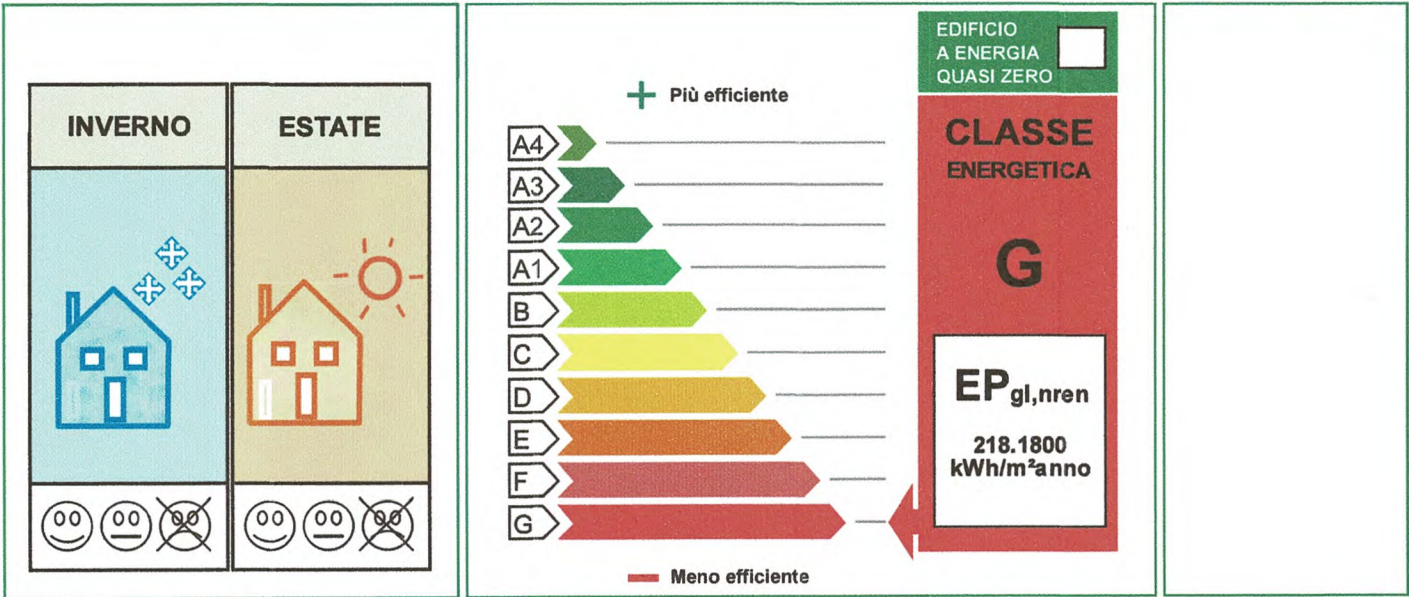 INVERNO
ESTATE
+ Più efficiente
A4
A3
A2
A1
B
C
D
E
F
G
— Meno efficiente
EDIFICIO
A ENERGIA
QUASI ZERO
CLASSE
ENERGETICA
G
EPgl,nren
218.1800
kWh/m²anno